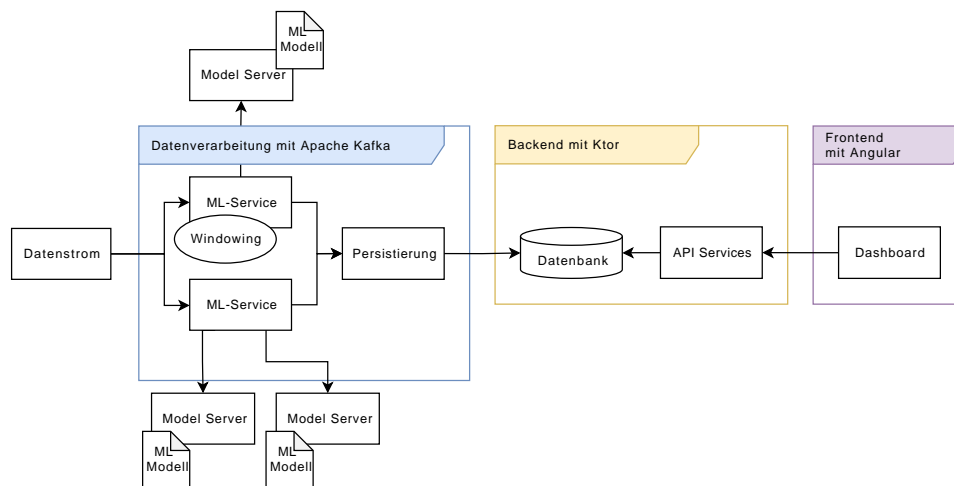 ML
Modell
Model Server
Datenverarbeitung mit Apache Kafka
Backend mit Ktor
Frontend
mit Angular
ML-Service
Windowing
Datenstrom
Persistierung
Datenbank
API Services
Dashboard
ML-Service
Model Server
ML
Modell
Model Server
ML
Modell